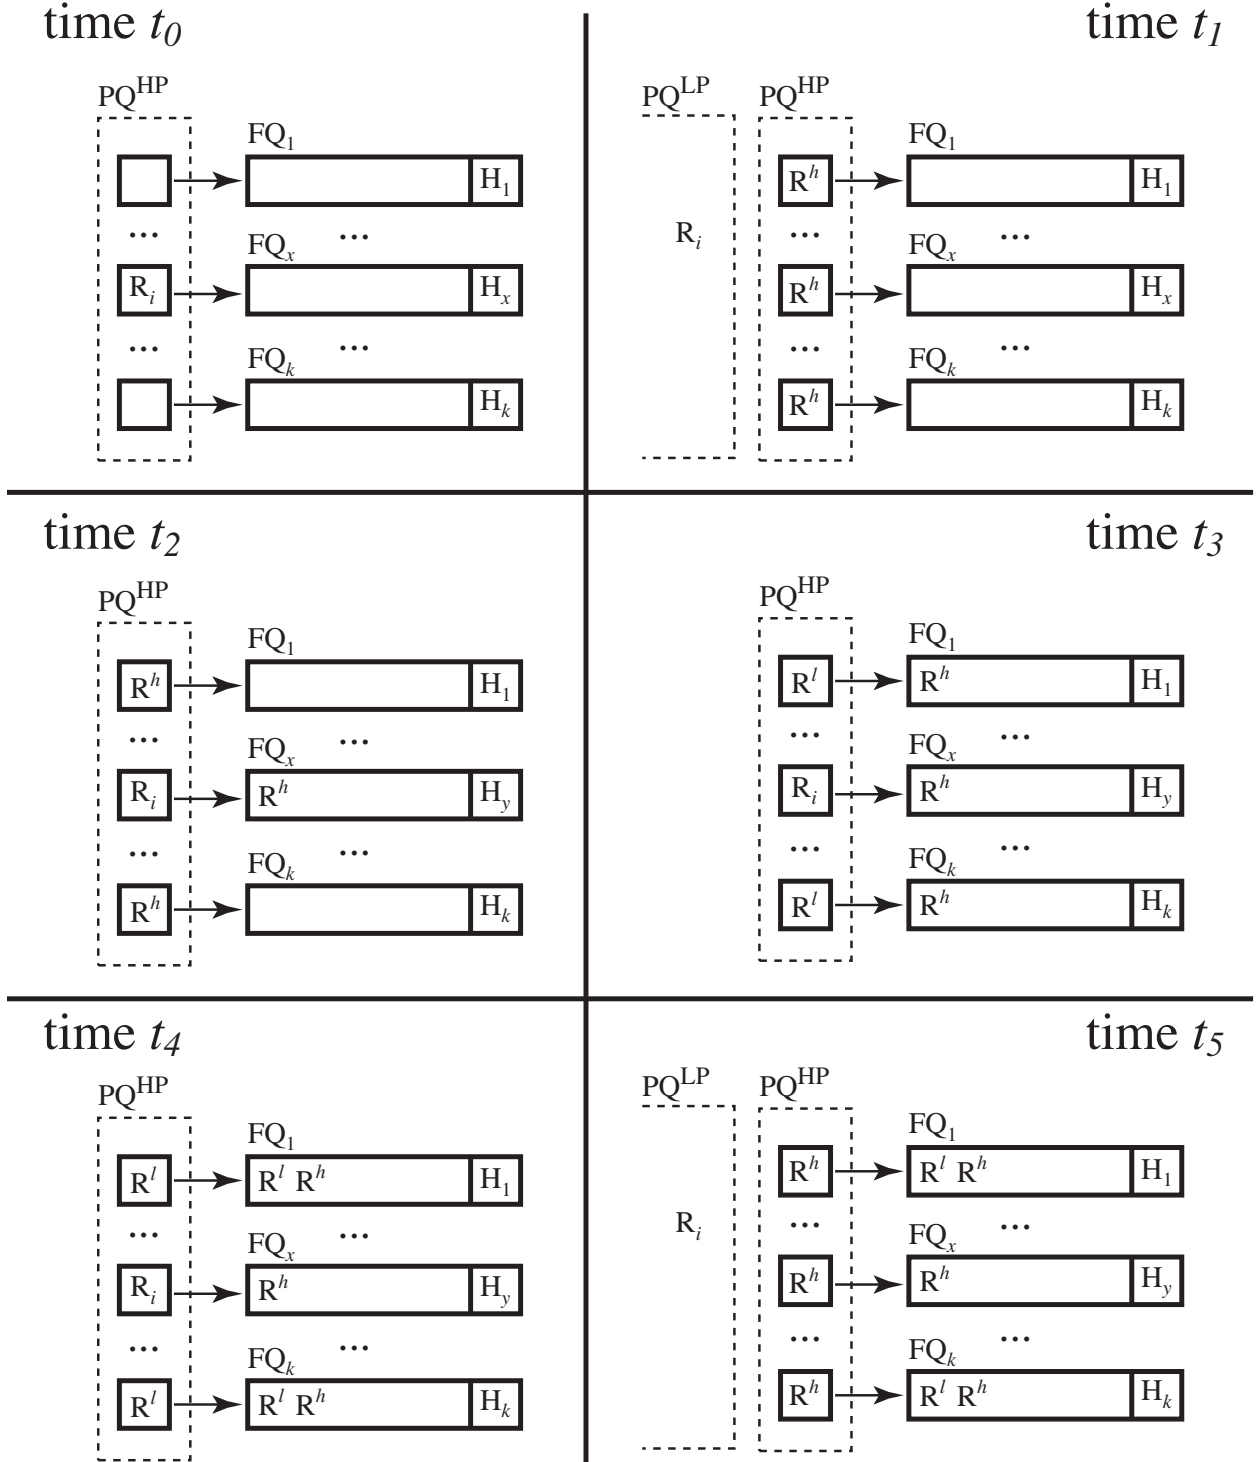 time t₀
PQᴴᴾ
FQ₁
H₁
... ...
FQₓ
Rᵢ Hₓ
... ...
FQₖ
Hₖ
time t₁
PQᴸᴾ PQᴴᴾ
FQ₁
Rʰ H₁
Rᵢ ... ...
FQₓ
Rʰ Hₓ
... ...
FQₖ
Rʰ Hₖ
time t₂
PQᴴᴾ
FQ₁
Rʰ H₁
... ...
FQₓ
Rᵢ Rʰ H_y
... ...
FQₖ
Rʰ Hₖ
time t₃
PQᴴᴾ
FQ₁
Rˡ Rʰ H₁
... ...
FQₓ
Rᵢ Rʰ H_y
... ...
FQₖ
Rˡ Rʰ Hₖ
time t₄
PQᴴᴾ
FQ₁
Rˡ Rˡ Rʰ H₁
... ...
FQₓ
Rᵢ Rʰ H_y
... ...
FQₖ
Rˡ Rˡ Rʰ Hₖ
time t₅
PQᴸᴾ PQᴴᴾ
FQ₁
Rʰ Rˡ Rʰ H₁
Rᵢ ... ...
FQₓ
Rʰ Rʰ H_y
... ...
FQₖ
Rʰ Rˡ Rʰ Hₖ